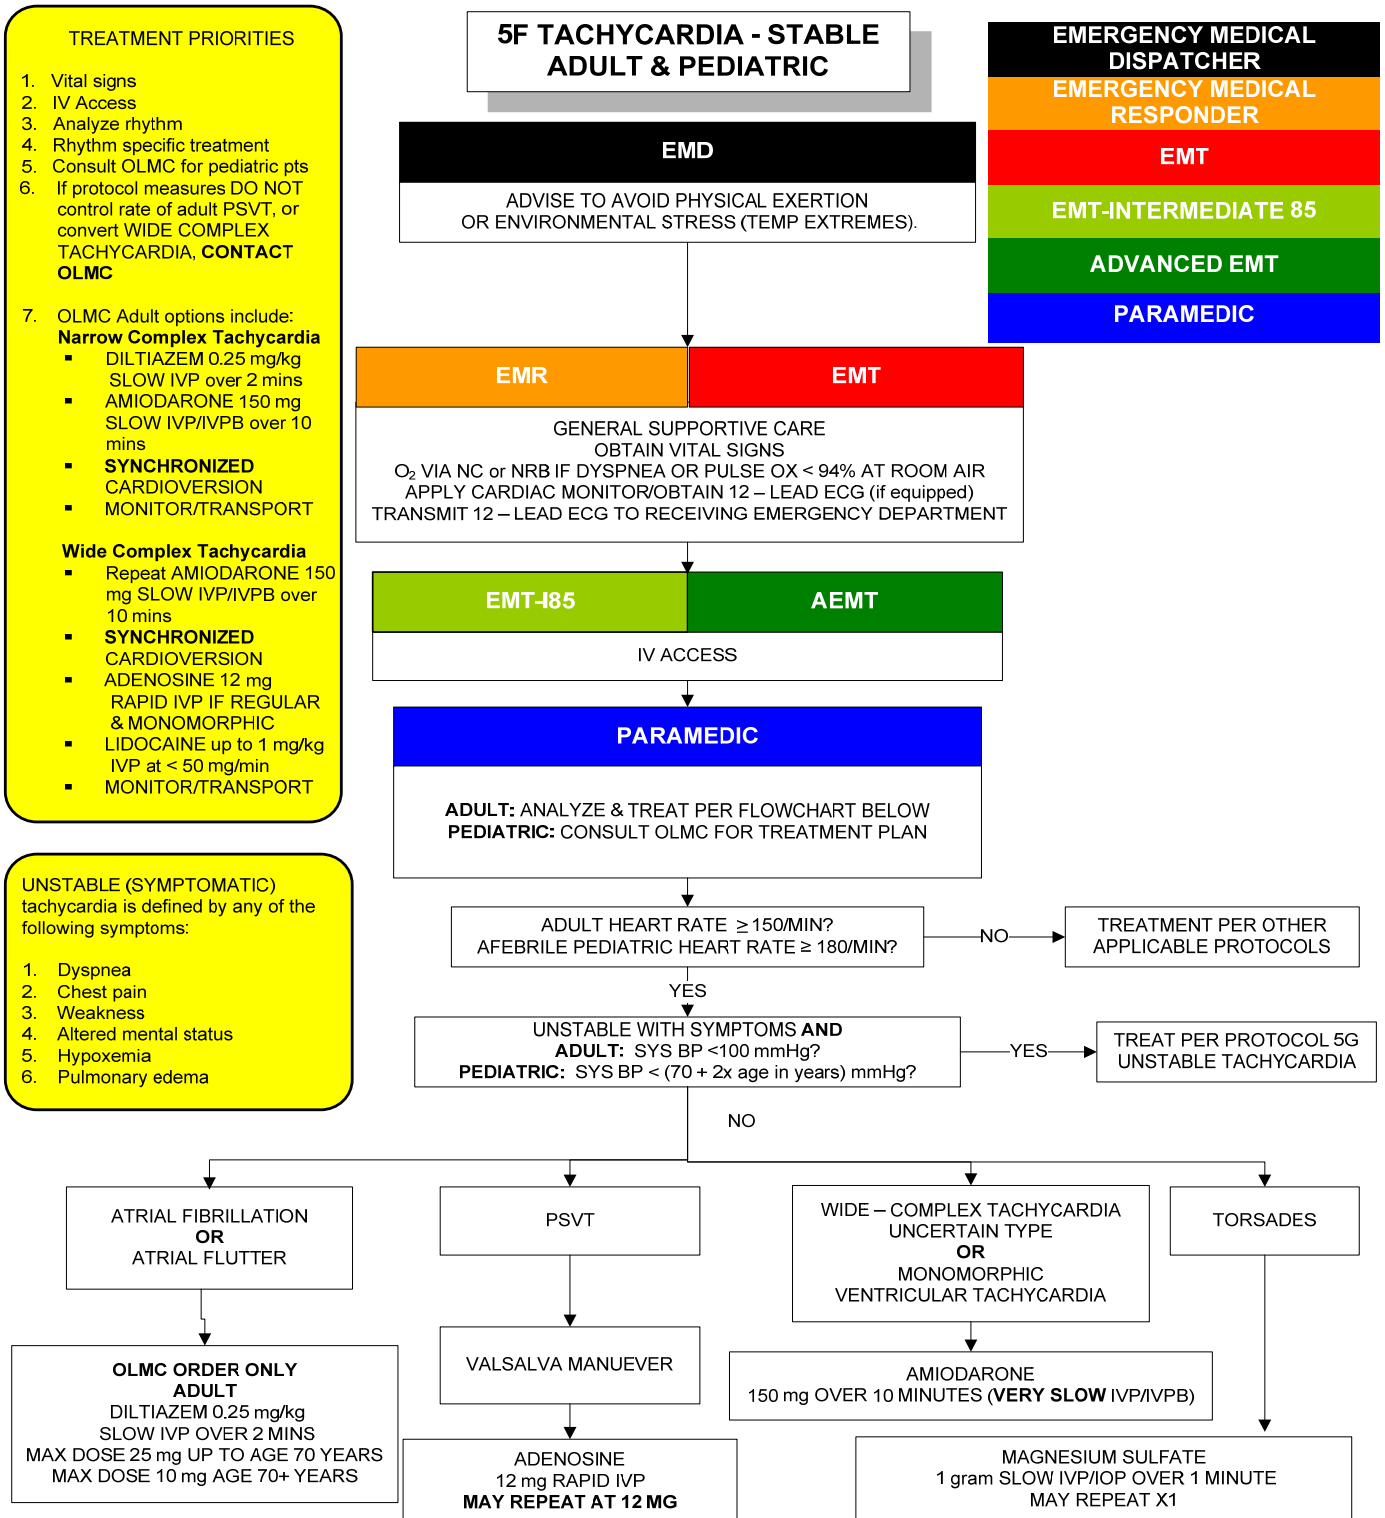 TREATMENT PRIORITIES
1. Vital signs
2. IV Access
3. Analyze rhythm
4. Rhythm specific treatment
5. Consult OLMC for pediatric pts
6. If protocol measures DO NOT
control rate of adult PSVT, or
convert WIDE COMPLEX
TACHYCARDIA, CONTACT
OLMC
7. OLMC Adult options include:
Narrow Complex Tachycardia
▪ DILTIAZEM 0.25 mg/kg
SLOW IVP over 2 mins
▪ AMIODARONE 150 mg
SLOW IVP/IVPB over 10
mins
▪ SYNCHRONIZED
CARDIOVERSION
▪ MONITOR/TRANSPORT
Wide Complex Tachycardia
▪ Repeat AMIODARONE 150
mg SLOW IVP/IVPB over
10 mins
▪ SYNCHRONIZED
CARDIOVERSION
▪ ADENOSINE 12 mg
RAPID IVP IF REGULAR
& MONOMORPHIC
▪ LIDOCAINE up to 1 mg/kg
IVP at < 50 mg/min
▪ MONITOR/TRANSPORT
UNSTABLE (SYMPTOMATIC)
tachycardia is defined by any of the
following symptoms:
1. Dyspnea
2. Chest pain
3. Weakness
4. Altered mental status
5. Hypoxemia
6. Pulmonary edema
5F TACHYCARDIA - STABLE
ADULT & PEDIATRIC
EMERGENCY MEDICAL
DISPATCHER
EMERGENCY MEDICAL
RESPONDER
EMT
EMT-INTERMEDIATE 85
ADVANCED EMT
PARAMEDIC
EMD
ADVISE TO AVOID PHYSICAL EXERTION
OR ENVIRONMENTAL STRESS (TEMP EXTREMES).
EMR
EMT
GENERAL SUPPORTIVE CARE
OBTAIN VITAL SIGNS
O₂ VIA NC or NRB IF DYSPNEA OR PULSE OX < 94% AT ROOM AIR
APPLY CARDIAC MONITOR/OBTAIN 12 – LEAD ECG (if equipped)
TRANSMIT 12 – LEAD ECG TO RECEIVING EMERGENCY DEPARTMENT
EMT-I85
AEMT
IV ACCESS
PARAMEDIC
ADULT: ANALYZE & TREAT PER FLOWCHART BELOW
PEDIATRIC: CONSULT OLMC FOR TREATMENT PLAN
ADULT HEART RATE ≥ 150/MIN?
AFEBRILE PEDIATRIC HEART RATE ≥ 180/MIN?
NO
TREATMENT PER OTHER
APPLICABLE PROTOCOLS
YES
UNSTABLE WITH SYMPTOMS AND
ADULT: SYS BP <100 mmHg?
PEDIATRIC: SYS BP < (70 + 2x age in years) mmHg?
YES
TREAT PER PROTOCOL 5G
UNSTABLE TACHYCARDIA
NO
ATRIAL FIBRILLATION
OR
ATRIAL FLUTTER
OLMC ORDER ONLY
ADULT
DILTIAZEM 0.25 mg/kg
SLOW IVP OVER 2 MINS
MAX DOSE 25 mg UP TO AGE 70 YEARS
MAX DOSE 10 mg AGE 70+ YEARS
PSVT
VALSALVA MANUEVER
ADENOSINE
12 mg RAPID IVP
MAY REPEAT AT 12 MG
WIDE – COMPLEX TACHYCARDIA
UNCERTAIN TYPE
OR
MONOMORPHIC
VENTRICULAR TACHYCARDIA
AMIODARONE
150 mg OVER 10 MINUTES (VERY SLOW IVP/IVPB)
TORSADES
MAGNESIUM SULFATE
1 gram SLOW IVP/IOP OVER 1 MINUTE
MAY REPEAT X1